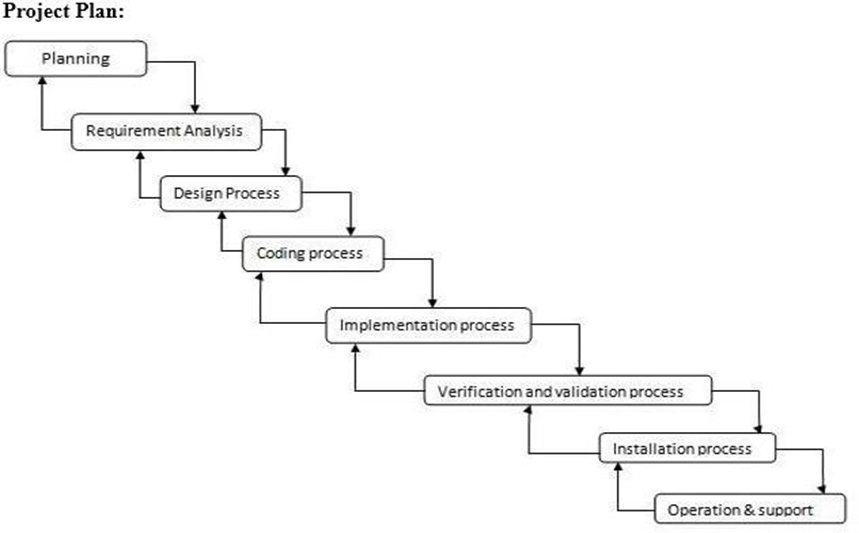 Project Plan:
Planning
Requirement Analysis
Design Process
Coding process
Implementation process
Verification and validation process
Installation process
Operation & support